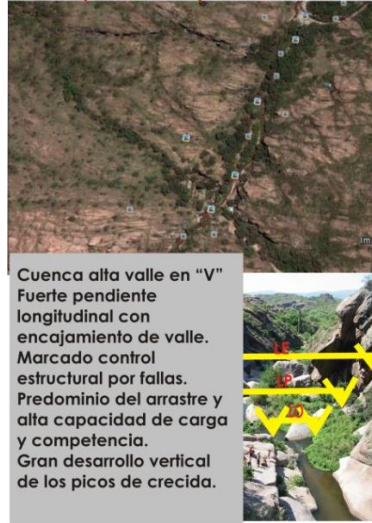 Im
Cuenca alta valle en “V”
Fuerte pendiente
longitudinal con
encajamiento de valle.
Marcado control
estructural por fallas.
Predominio del arrastre y
alta capacidad de carga
y competencia.
Gran desarrollo vertical
de los picos de crecida.
LE
LP
LO